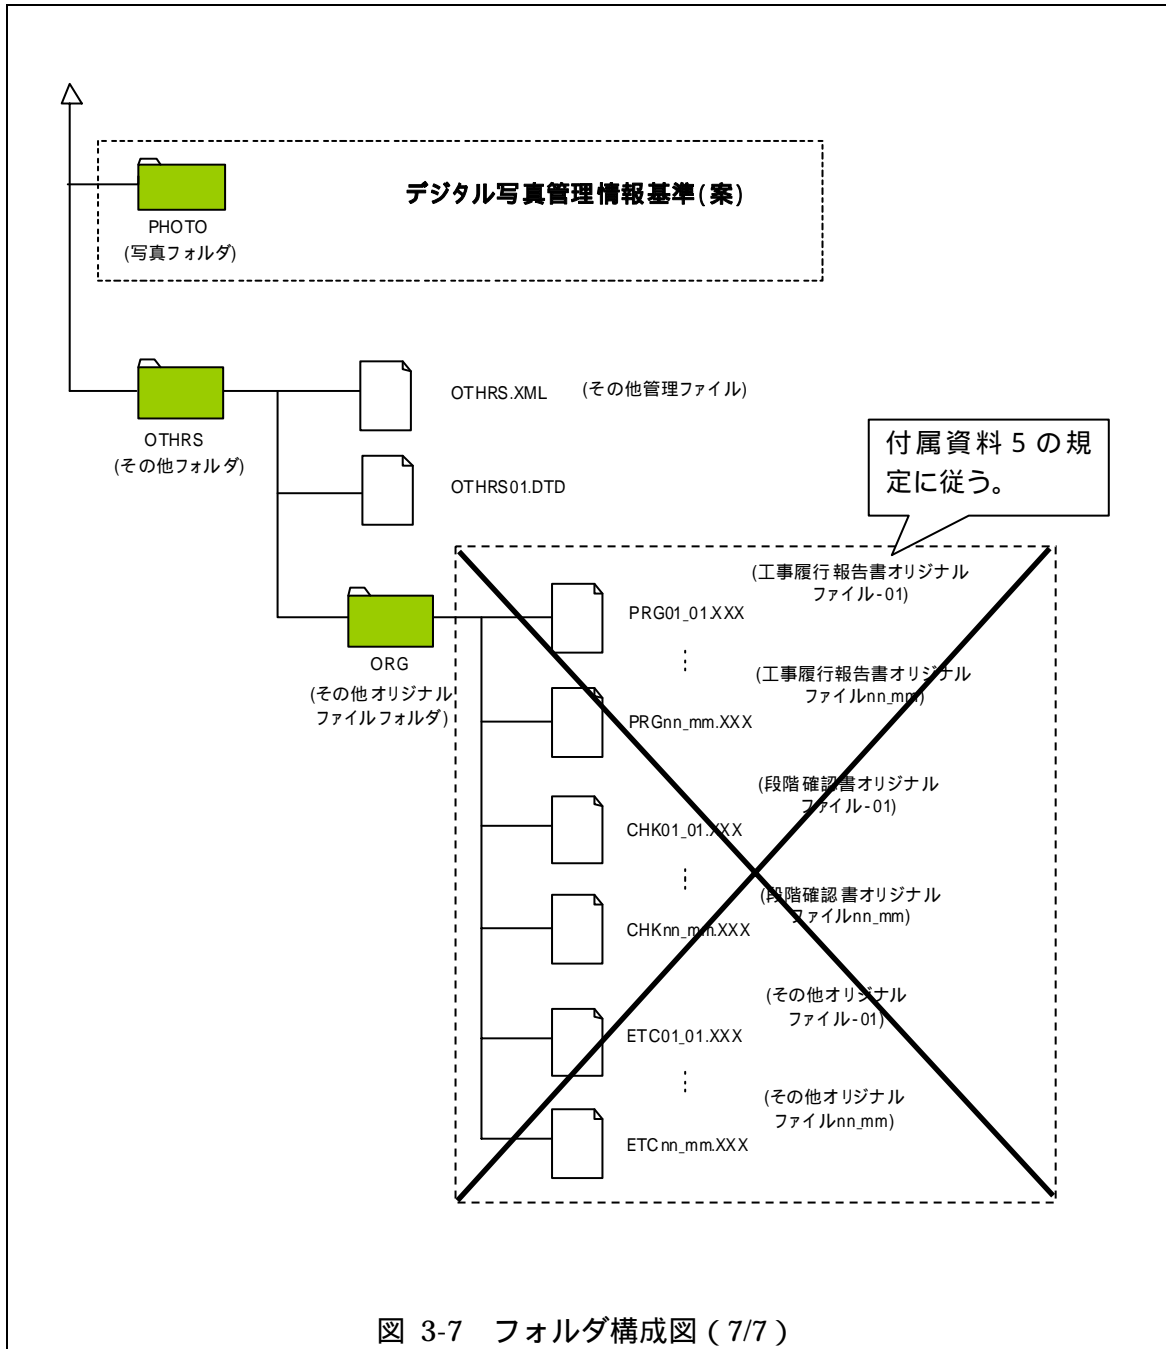 デジタル写真管理情報基準(案)
PHOTO
(写真フォルダ)
OTHRS.XML (その他管理ファイル)
OTHRS
(その他フォルダ)
OTHRS01.DTD
付属資料5の規
定に従う。
(工事履行報告書オリジナル
ファイル-01)
PRG01_01.XXX
ORG
(その他オリジナル
ファイルフォルダ)
(工事履行報告書オリジナル
ファイルnn_mm)
PRGnn_mm.XXX
(段階確認書オリジナル
ファイル-01)
CHK01_01.XXX
(段階確認書オリジナル
ファイルnn_mm)
CHKnn_mm.XXX
(その他オリジナル
ファイル-01)
ETC01_01.XXX
(その他オリジナル
ファイルnn_mm)
ETCnn_mm.XXX
図 3-7 フォルダ構成図(7/7)